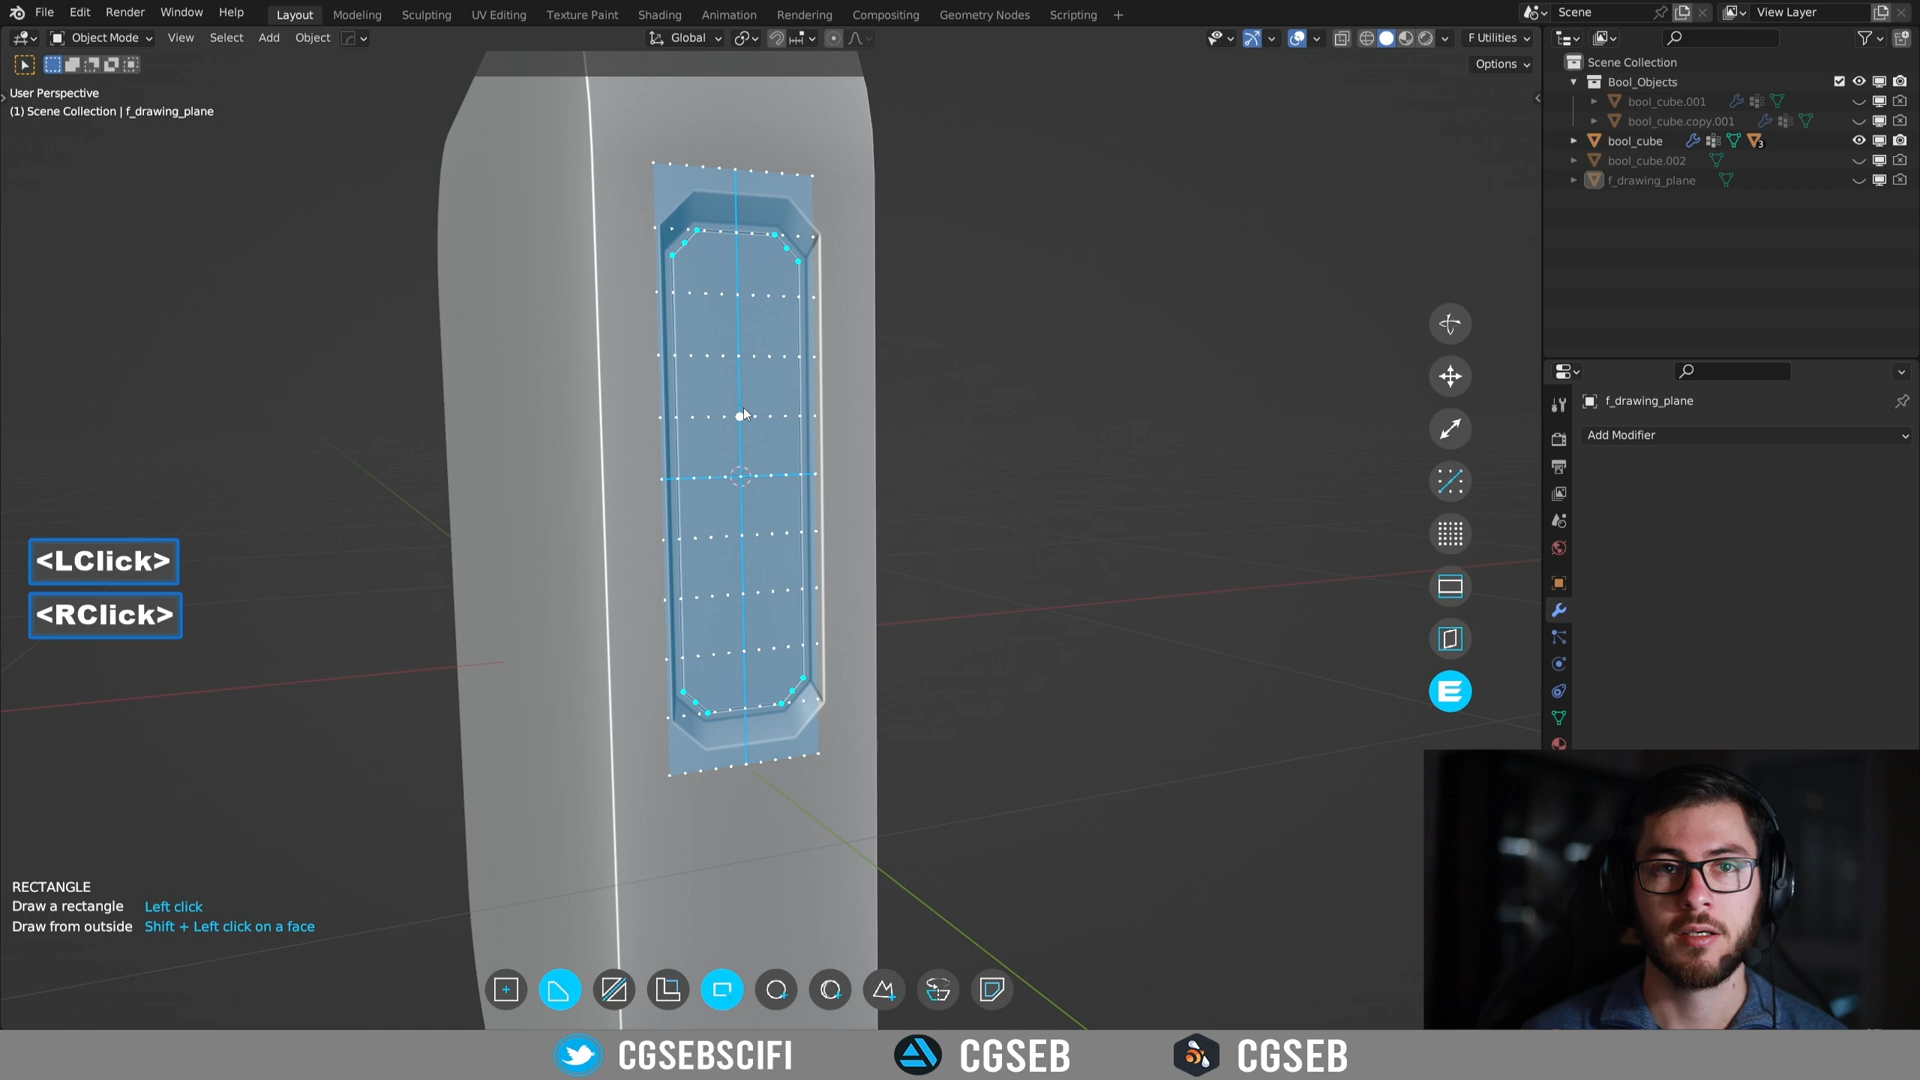 File Edit Render Window Help
Layout Modeling Sculpting UV Editing Texture Paint Shading Animation Rendering Compositing Geometry Nodes Scripting +
Scene
View Layer
Object Mode View Select Add Object
Global
F Utilities
Options
User Perspective
(1) Scene Collection | f_drawing_plane
Scene Collection
Bool_Objects
bool_cube.001
bool_cube.copy.001
bool_cube
3
bool_cube.002
f_drawing_plane
f_drawing_plane
Add Modifier
<LClick>
<RClick>
RECTANGLE
Draw a rectangle Left click
Draw from outside Shift + Left click on a face
CGSEBSCIFI
CGSEB
CGSEB